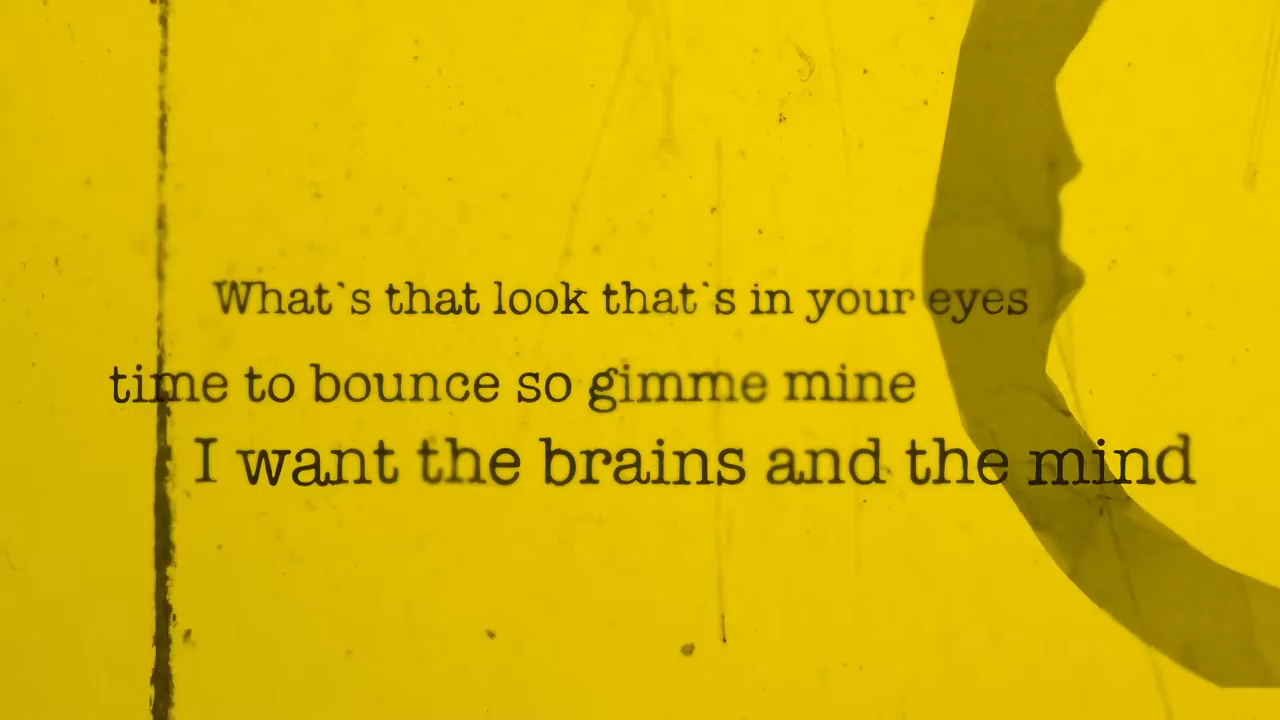 What`s that look that`s in your eyes
time to bounce so gimme mine
I want the brains and the mind